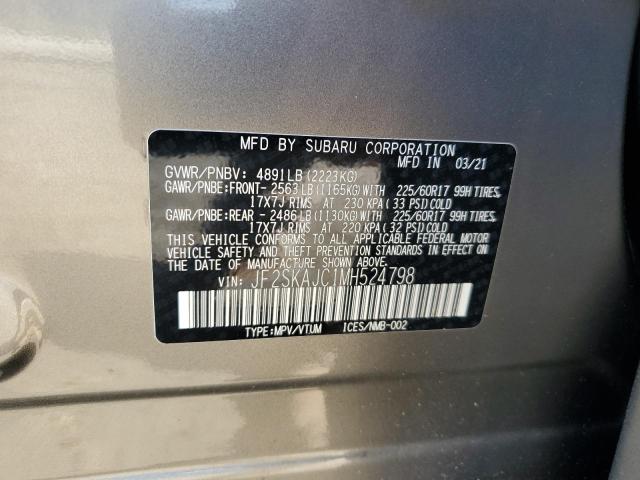 MFD BY SUBARU CORPORATION
MFD IN 03/21
GVWR/PNBV: 4891LB(2223KG)
GAWR/PNBE:FRONT-2563LB(1165KG)WITH 225/60R17 99H TIRES,
17X7J RIMS AT 230 KPA (33 PSI)COLD
GAWR/PNBE:REAR -2486LB(1130KG)WITH 225/60R17 99H TIRES,
17X7J RIMS AT 220 KPA (32 PSI)COLD
THIS VEHICLE CONFORMS TO ALL APPLICABLE FEDERAL MOTOR
VEHICLE SAFETY AND THEFT PREVENTION STANDARDS IN EFFECT ON
THE DATE OF MANUFACTURE SHOWN ABOVE.
VIN: JF2SKAJC1MH524798
TYPE:MPV/VTUM ICES/NMB-002